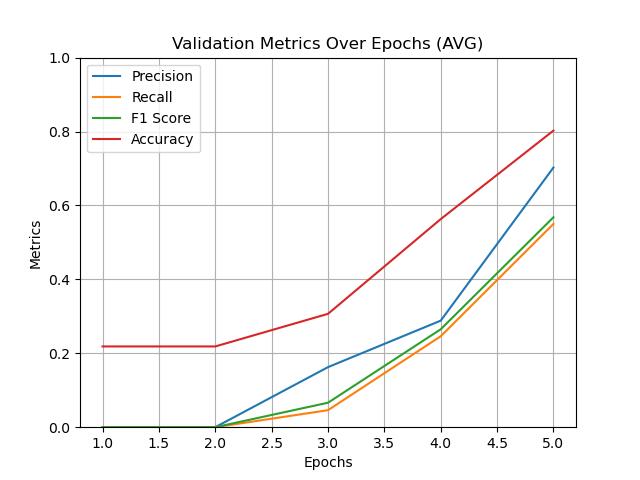 Validation Metrics Over Epochs (AVG)
1.0
0.8
0.6
0.4
0.2
0.0
Metrics
Precision
Recall
F1 Score
Accuracy
1.0 1.5 2.0 2.5 3.0 3.5 4.0 4.5 5.0
Epochs